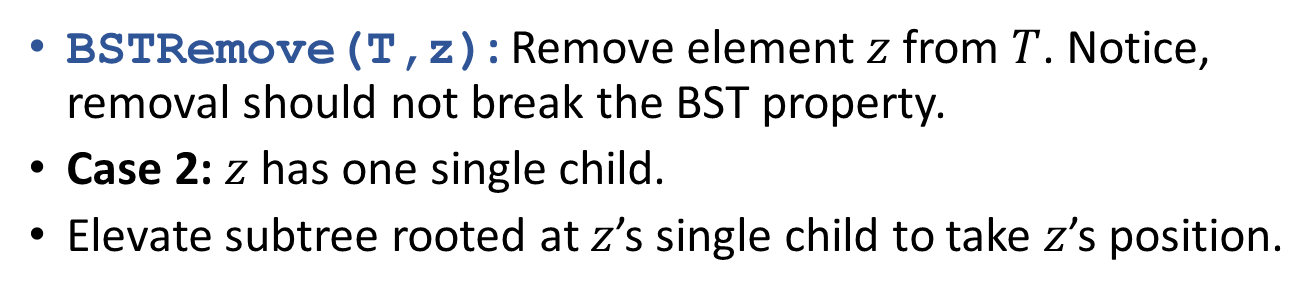 • BSTRemove(T,z): Remove element z from T. Notice,
removal should not break the BST property.
• Case 2: z has one single child.
• Elevate subtree rooted at z’s single child to take z’s position.